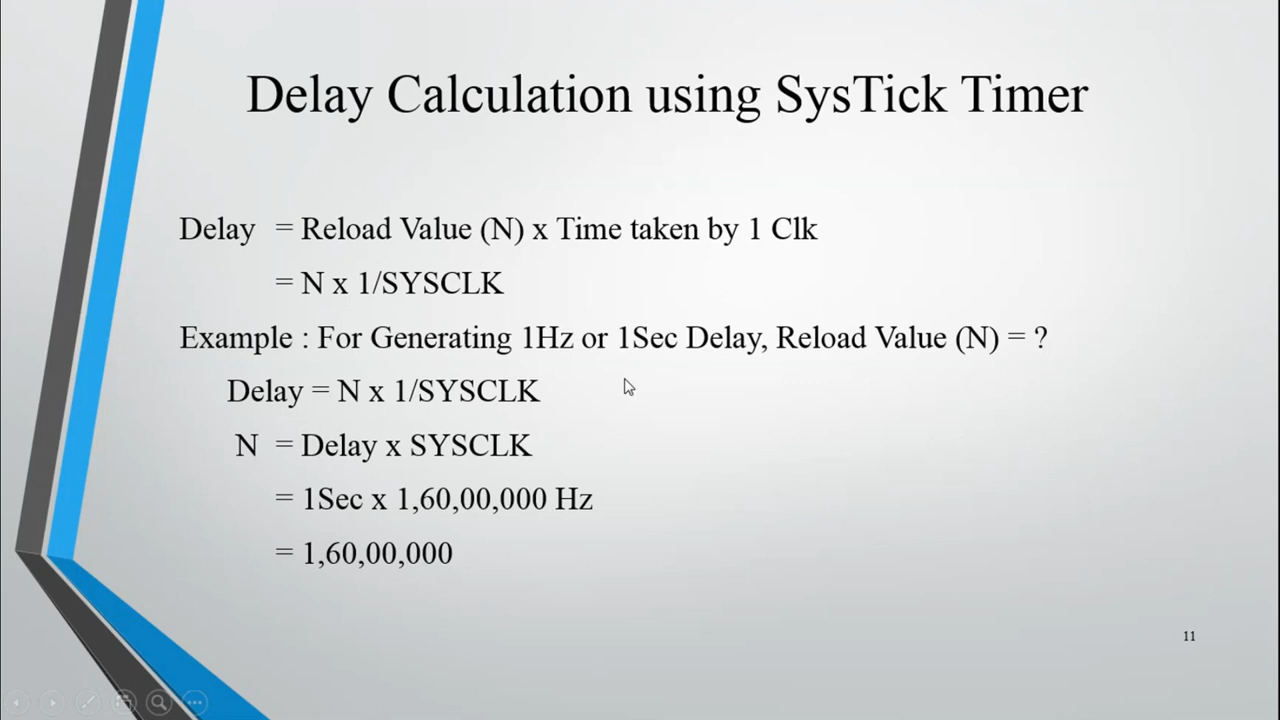 Delay Calculation using SysTick Timer
Delay = Reload Value (N) x Time taken by 1 Clk
= N x 1/SYSCLK
Example : For Generating 1Hz or 1Sec Delay, Reload Value (N) = ?
Delay = N x 1/SYSCLK
N = Delay x SYSCLK
= 1Sec x 1,60,00,000 Hz
= 1,60,00,000
11